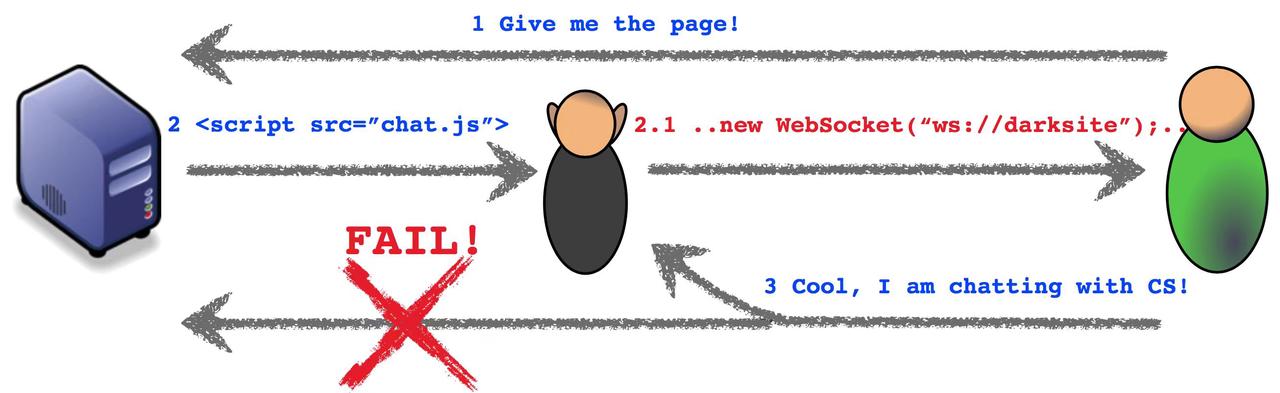 1 Give me the page!
2 <script src=”chat.js”>
2.1 ..new WebSocket(“ws://darksite”);..
FAIL!
3 Cool, I am chatting with CS!